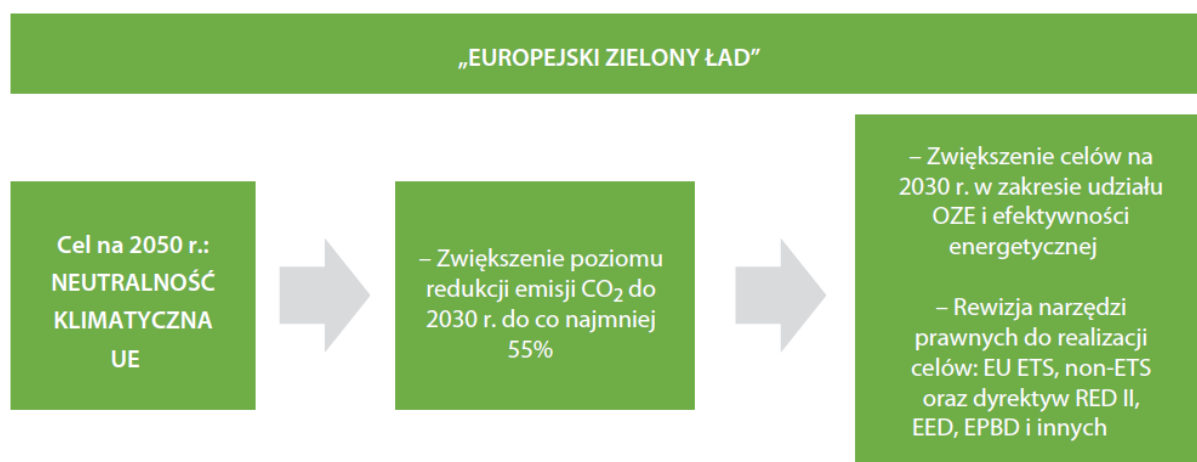 „EUROPEJSKI ZIELONY ŁAD”
Cel na 2050 r.:
NEUTRALNOŚĆ
KLIMATYCZNA
UE
– Zwiększenie poziomu
redukcji emisji CO₂ do
2030 r. do co najmniej
55%
– Zwiększenie celów na
2030 r. w zakresie udziału
OZE i efektywności
energetycznej
– Rewizja narzędzi
prawnych do realizacji
celów: EU ETS, non-ETS
oraz dyrektyw RED II,
EED, EPBD i innych